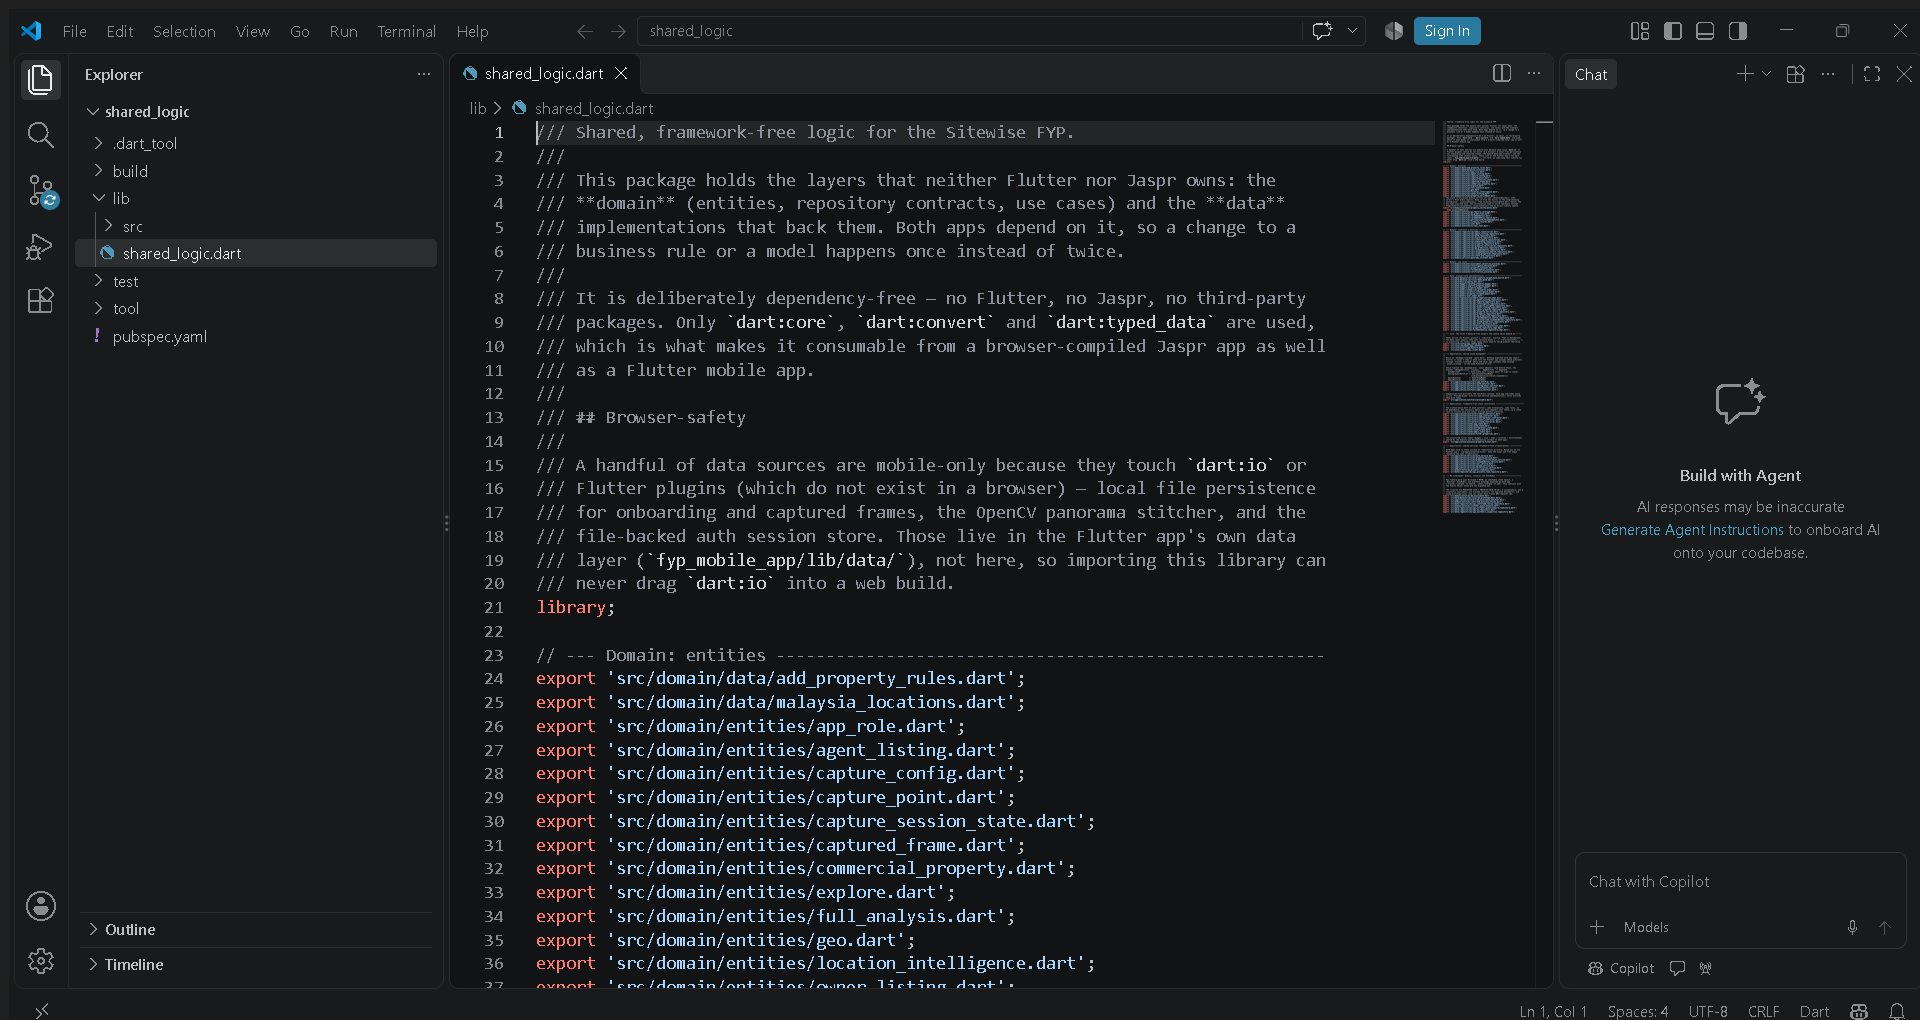 File Edit Selection View Go Run Terminal Help
shared_logic
Sign In
Explorer
shared_logic
.dart_tool
build
lib
src
shared_logic.dart
test
tool
! pubspec.yaml
Outline
Timeline
shared_logic.dart
lib > shared_logic.dart
1 /// Shared, framework-free logic for the Sitewise FYP.
2 ///
3 /// This package holds the layers that neither Flutter nor Jaspr owns: the
4 /// **domain** (entities, repository contracts, use cases) and the **data**
5 /// implementations that back them. Both apps depend on it, so a change to a
6 /// business rule or a model happens once instead of twice.
7 ///
8 /// It is deliberately dependency-free — no Flutter, no Jaspr, no third-party
9 /// packages. Only `dart:core`, `dart:convert` and `dart:typed_data` are used,
10 /// which is what makes it consumable from a browser-compiled Jaspr app as well
11 /// as a Flutter mobile app.
12 ///
13 /// ## Browser-safety
14 ///
15 /// A handful of data sources are mobile-only because they touch `dart:io` or
16 /// Flutter plugins (which do not exist in a browser) — local file persistence
17 /// for onboarding and captured frames, the OpenCV panorama stitcher, and the
18 /// file-backed auth session store. Those live in the Flutter app's own data
19 /// layer (`fyp_mobile_app/lib/data/`), not here, so importing this library can
20 /// never drag `dart:io` into a web build.
21 library;
22
23 // --- Domain: entities -------------------------------------------------------
24 export 'src/domain/data/add_property_rules.dart';
25 export 'src/domain/data/malaysia_locations.dart';
26 export 'src/domain/entities/app_role.dart';
27 export 'src/domain/entities/agent_listing.dart';
28 export 'src/domain/entities/capture_config.dart';
29 export 'src/domain/entities/capture_point.dart';
30 export 'src/domain/entities/capture_session_state.dart';
31 export 'src/domain/entities/captured_frame.dart';
32 export 'src/domain/entities/commercial_property.dart';
33 export 'src/domain/entities/explore.dart';
34 export 'src/domain/entities/full_analysis.dart';
35 export 'src/domain/entities/geo.dart';
36 export 'src/domain/entities/location_intelligence.dart';
37 export 'src/domain/entities/owner_listing.dart';
Chat
Build with Agent
AI responses may be inaccurate
Generate Agent Instructions to onboard AI
onto your codebase.
Chat with Copilot
Models
Copilot
Ln 1, Col 1 Spaces: 4 UTF-8 CRLF Dart